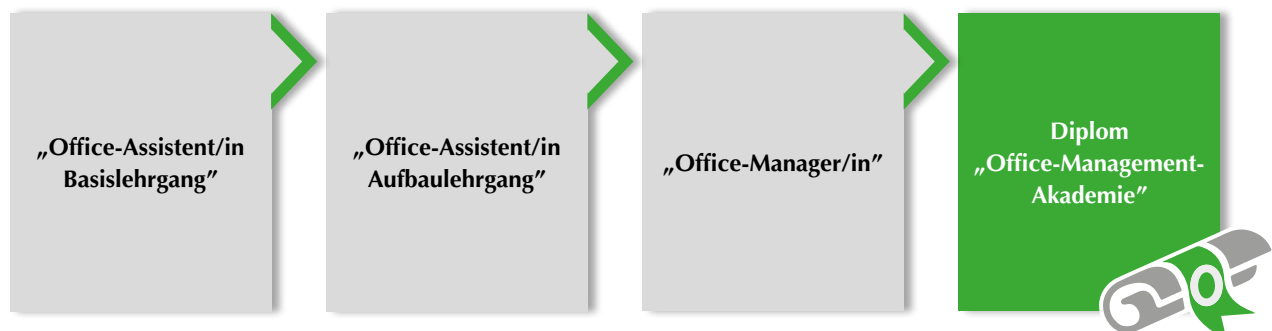 „Office-Assistent/in
Basislehrgang”
„Office-Assistent/in
Aufbaulehrgang”
„Office-Manager/in”
Diplom
„Office-Management-
Akademie”